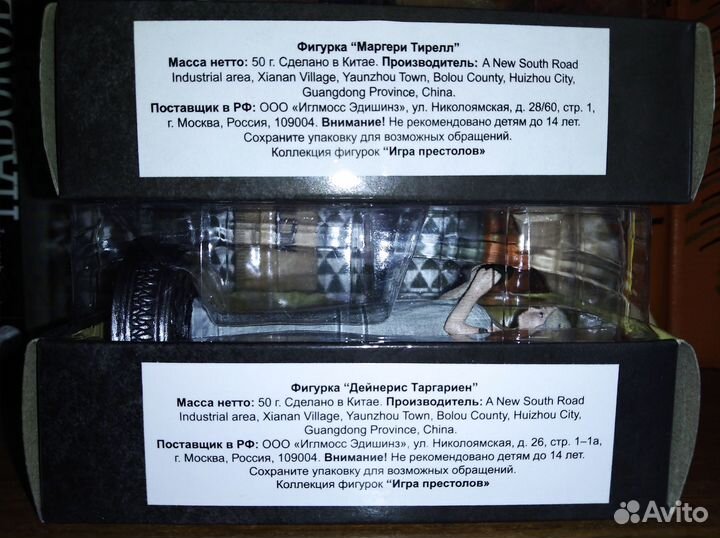 Фигурка "Маргери Тирелл"
Масса нетто: 50 г. Сделано в Китае. Производитель: A New South Road
Industrial area, Xianan Village, Yaunzhou Town, Bolou County, Huizhou City,
Guangdong Province, China.
Поставщик в РФ: ООО «Иглмосс Эдишинз», ул. Николоямская, д. 28/60, стр. 1,
г. Москва, Россия, 109004. Внимание! Не рекомендовано детям до 14 лет.
Сохраните упаковку для возможных обращений.
Коллекция фигурок "Игра престолов»
Фигурка "Дейнерис Таргариен"
Масса нетто: 50 г. Сделано в Китае. Производитель: A New South Road
Industrial area, Xianan Village, Yaunzhou Town, Bolou County, Huizhou City,
Guangdong Province, China.
Поставщик в РФ: ООО «Иглмосс Эдишинз», ул. Николоямская, д. 26, стр. 1–1а,
г. Москва, Россия, 109004. Внимание! Не рекомендовано детям до 14 лет.
Сохраните упаковку для возможных обращений.
Коллекция фигурок "Игра престолов»
Avito